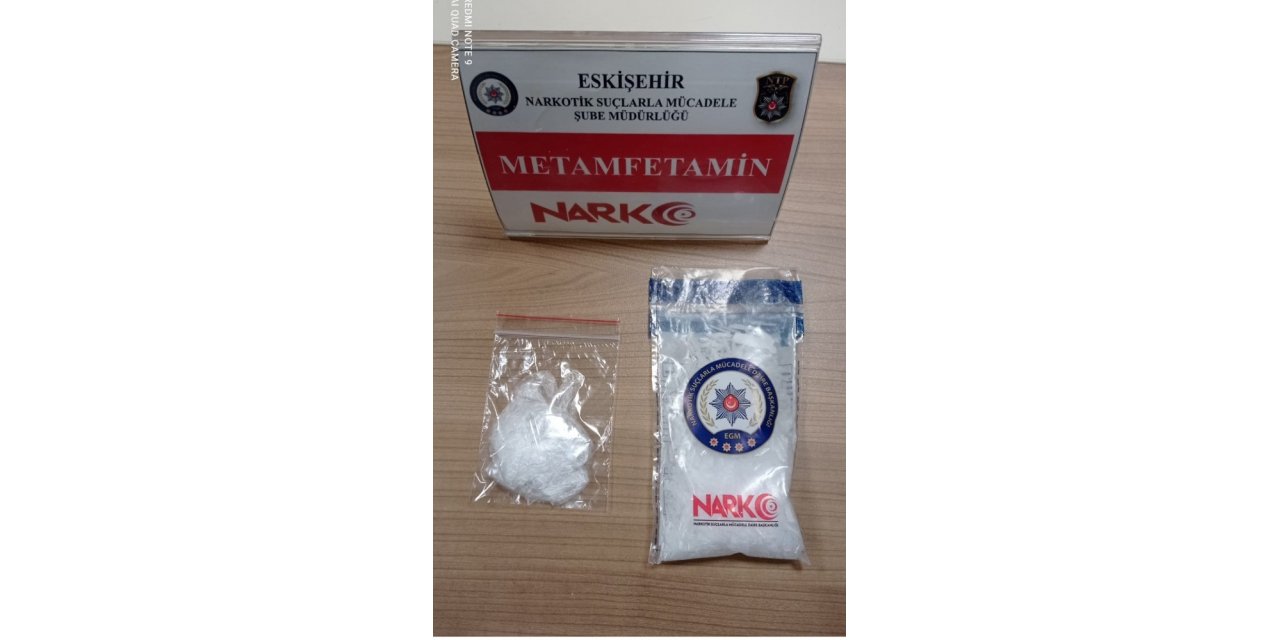 REDMI NOTE 9
AI QUAD CAMERA
ESKİŞEHİR
NARKOTİK SUÇLARLA MÜCADELE
ŞUBE MÜDÜRLÜĞÜ
NTP
METAMFETAMİN
NARKO
NARKOTİK SUÇLARLA MÜCADELE DAİRE BAŞKANLIĞI
EGM
NARKO
NARKOTİK SUÇLARLA MÜCADELE DAİRE BAŞKANLIĞI